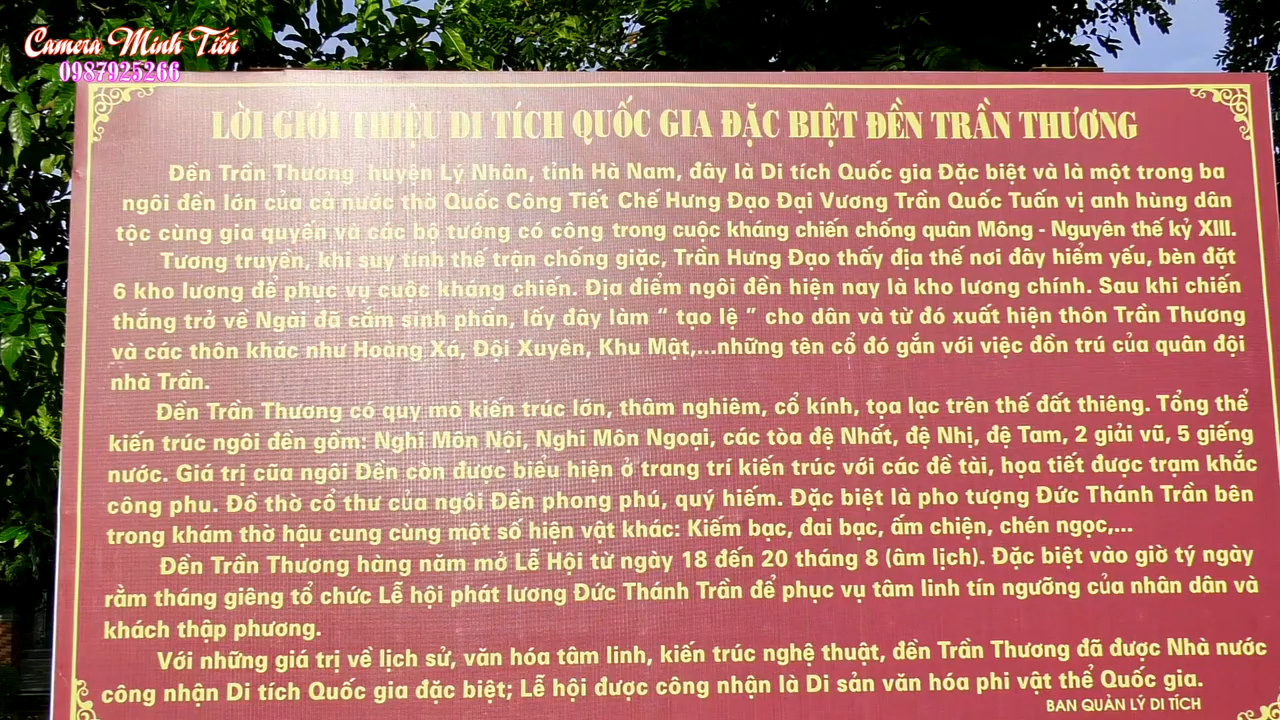 Camera Minh Tiến
0987925266
LỜI GIỚI THIỆU DI TÍCH QUỐC GIA ĐẶC BIỆT ĐỀN TRẦN THƯƠNG
Đền Trần Thương huyện Lý Nhân, tỉnh Hà Nam, đây là Di tích Quốc gia Đặc biệt và là một trong ba
ngôi đền lớn của cả nước thờ Quốc Công Tiết Chế Hưng Đạo Đại Vương Trần Quốc Tuấn vị anh hùng dân
tộc cùng gia quyến và các bộ tướng có công trong cuộc kháng chiến chống quân Mông - Nguyên thế kỷ XIII.
Tương truyền, khi suy tính thế trận chống giặc, Trần Hưng Đạo thấy địa thế nơi đây hiểm yếu, bèn đặt
6 kho lương để phục vụ cuộc kháng chiến. Địa điểm ngôi đền hiện nay là kho lương chính. Sau khi chiến
thắng trở về Ngài đã cắm sinh phần, lấy đây làm “ tạo lệ ” cho dân và từ đó xuất hiện thôn Trần Thương
và các thôn khác như Hoàng Xá, Đội Xuyên, Khu Mật,...những tên cổ đó gắn với việc đồn trú của quân đội
nhà Trần.
Đền Trần Thương có quy mô kiến trúc lớn, thâm nghiêm, cổ kính, tọa lạc trên thế đất thiêng. Tổng thể
kiến trúc ngôi đền gồm: Nghi Môn Nội, Nghi Môn Ngoại, các tòa đệ Nhất, đệ Nhị, đệ Tam, 2 giải vũ, 5 giếng
nước. Giá trị cũa ngôi Đền còn được biểu hiện ở trang trí kiến trúc với các đề tài, họa tiết được trạm khắc
công phu. Đồ thờ cổ thư của ngôi Đền phong phú, quý hiếm. Đặc biệt là pho tượng Đức Thánh Trần bên
trong khám thờ hậu cung cùng một số hiện vật khác: Kiếm bạc, đai bạc, ấm chiện, chén ngọc,...
Đền Trần Thương hàng năm mở Lễ Hội từ ngày 18 đến 20 tháng 8 (âm lịch). Đặc biệt vào giờ tý ngày
rằm tháng giêng tổ chức Lễ hội phát lương Đức Thánh Trần để phục vụ tâm linh tín ngưỡng của nhân dân và
khách thập phương.
Với những giá trị về lịch sử, văn hóa tâm linh, kiến trúc nghệ thuật, đền Trần Thương đã được Nhà nước
công nhận Di tích Quốc gia đặc biệt; Lễ hội được công nhận là Di sản văn hóa phi vật thể Quốc gia.
BAN QUẢN LÝ DI TÍCH